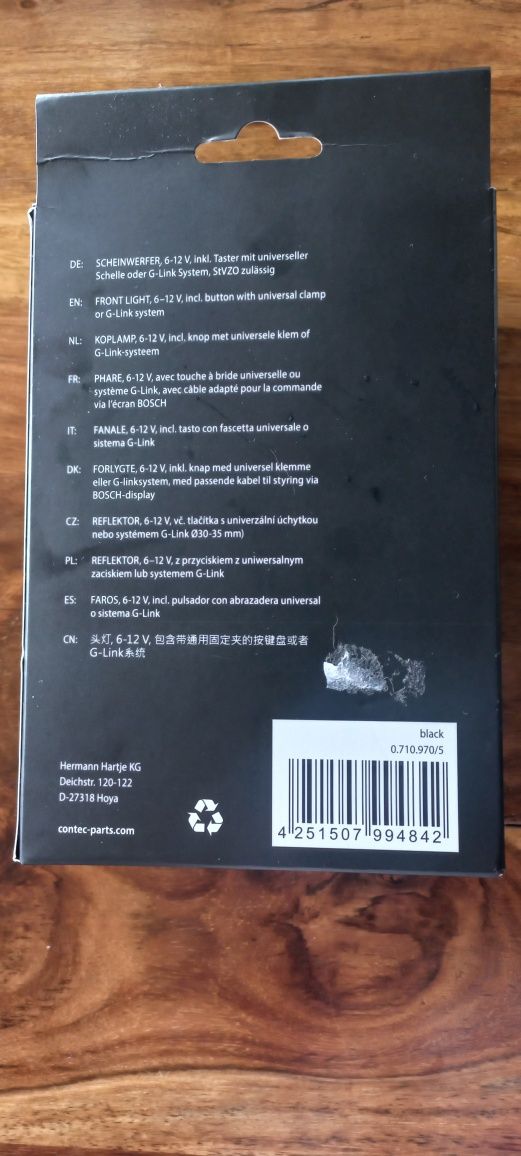 DE: SCHEINWERFER, 6-12 V, inkl. Taster mit universeller
Schelle oder G-Link System, StVZO zulässig
EN: FRONT LIGHT, 6–12 V, incl. button with universal clamp
or G-Link system
NL: KOPLAMP, 6-12 V, incl. knop met universele klem of
G-Link-systeem
FR: PHARE, 6-12 V, avec touche à bride universelle ou
système G-Link, avec câble adapté pour la commande
via l'écran BOSCH
IT: FANALE, 6-12 V, incl. tasto con fascetta universale o
sistema G-Link
DK: FORLYGTE, 6-12 V, inkl. knap med universel klemme
eller G-linksystem, med passende kabel til styring via
BOSCH-display
CZ: REFLEKTOR, 6-12 V, vč. tlačítka s univerzální úchytkou
nebo systémem G-Link Ø30-35 mm)
PL: REFLEKTOR, 6–12 V, z przyciskiem z uniwersalnym
zaciskiem lub systemem G-Link
ES: FAROS, 6-12 V, incl. pulsador con abrazadera universal
o sistema G-Link
CN: 头灯, 6-12 V, 包含带通用固定夹的按键盘或者
G-Link系统
Hermann Hartje KG
Deichstr. 120-122
D-27318 Hoya
contec-parts.com
black
0.710.970/5
4 251507 994842